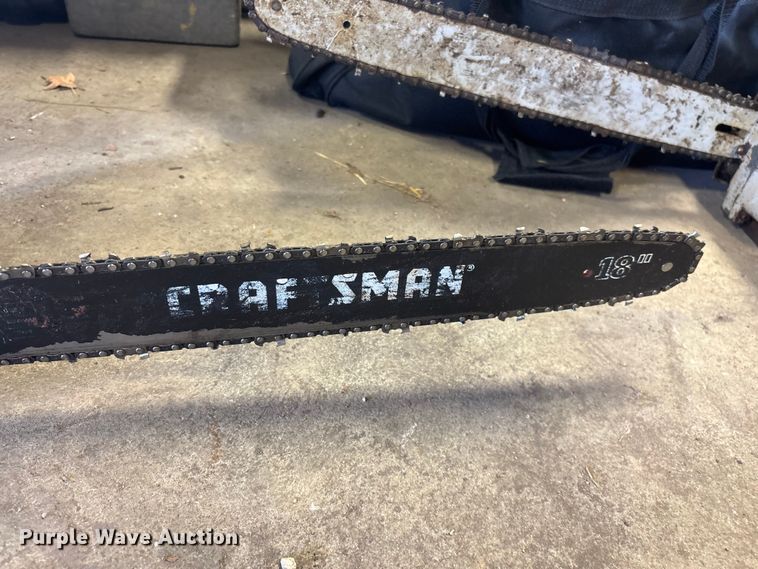 CRAFTSMAN®
18"
Purple Wave Auction